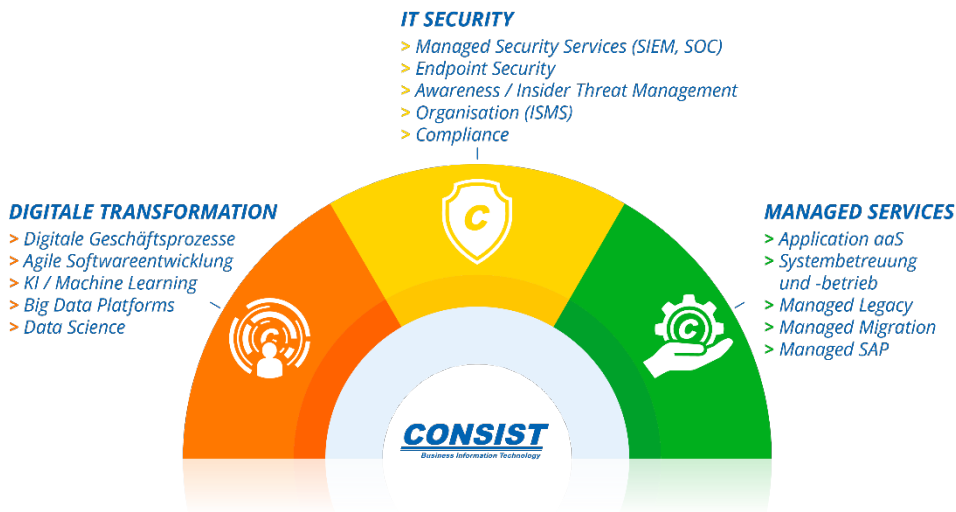 IT SECURITY
> Managed Security Services (SIEM, SOC)
> Endpoint Security
> Awareness / Insider Threat Management
> Organisation (ISMS)
> Compliance
DIGITALE TRANSFORMATION
> Digitale Geschäftsprozesse
> Agile Softwareentwicklung
> KI / Machine Learning
> Big Data Platforms
> Data Science
MANAGED SERVICES
> Application aaS
> Systembetreuung
und -betrieb
> Managed Legacy
> Managed Migration
> Managed SAP
C
C
C
CONSIST
Business Information Technology